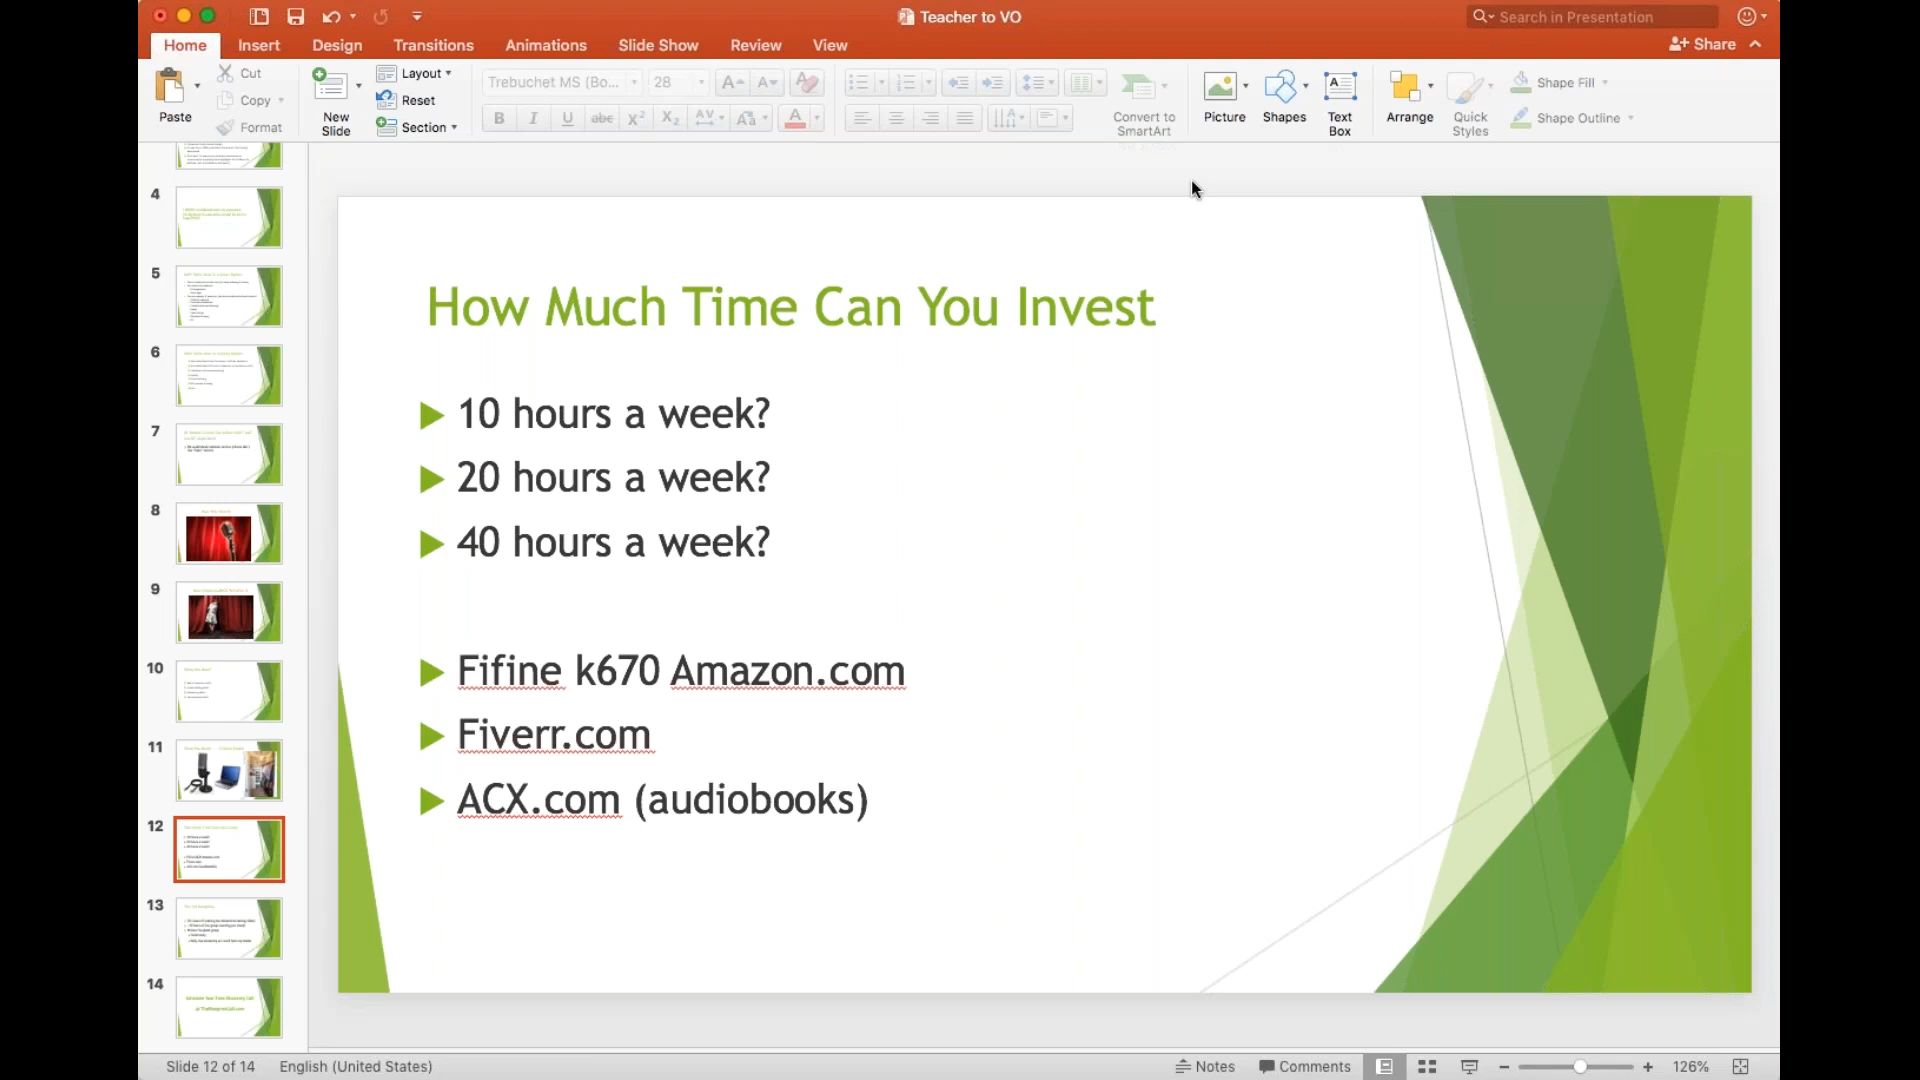 Teacher to VO
Search in Presentation
Home Insert Design Transitions Animations Slide Show Review View
Share
Paste
Cut
Copy
Format
New Slide
Layout
Reset
Section
Trebuchet MS (Bo... 28
Convert to SmartArt
Picture
Shapes
Text Box
Arrange
Quick Styles
Shape Fill
Shape Outline
4
5
6
7
8
9
10
11
12
13
14
How Much Time Can You Invest
10 hours a week?
20 hours a week?
40 hours a week?
Fifine k670 Amazon.com
Fiverr.com
ACX.com (audiobooks)
Slide 12 of 14 English (United States)
Notes Comments 126%